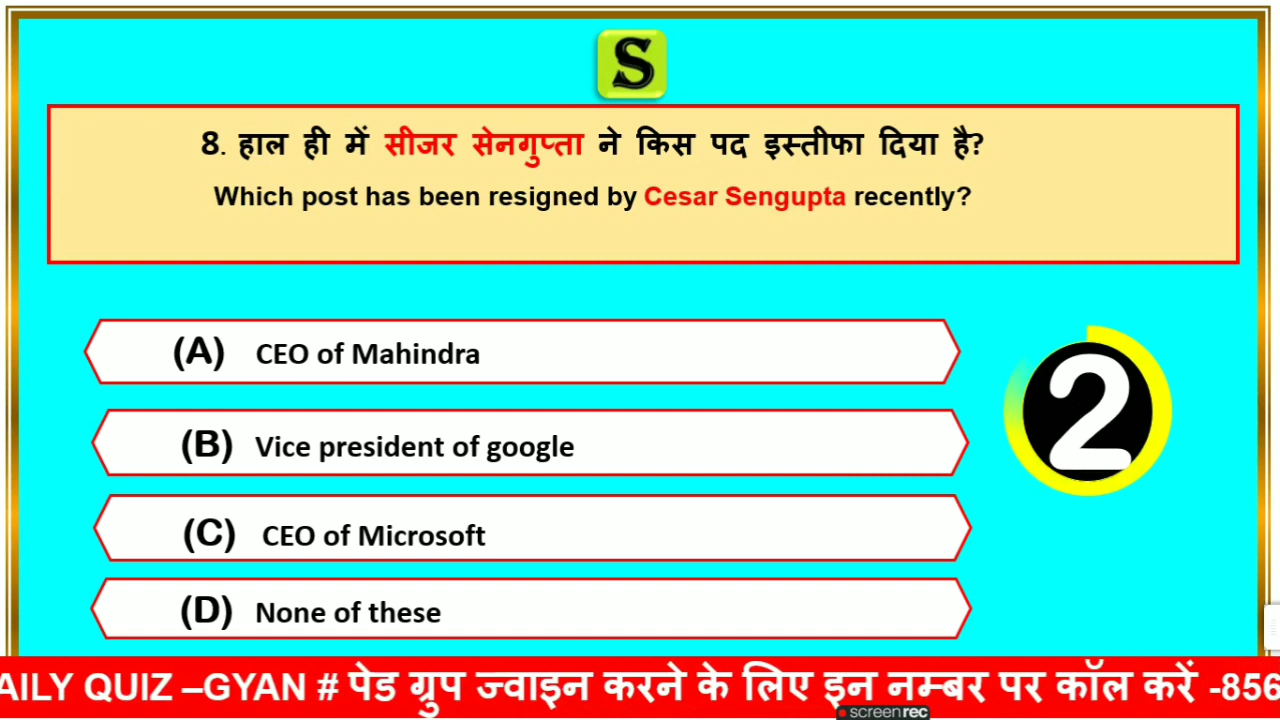 S
8. हाल ही में सीजर सेनगुप्ता ने किस पद इस्तीफा दिया है?
Which post has been resigned by Cesar Sengupta recently?
(A) CEO of Mahindra
(B) Vice president of google
2
(C) CEO of Microsoft
(D) None of these
AILY QUIZ –GYAN # पेड ग्रुप ज्वाइन करने के लिए इन नम्बर पर कॉल करें -856
screenrec